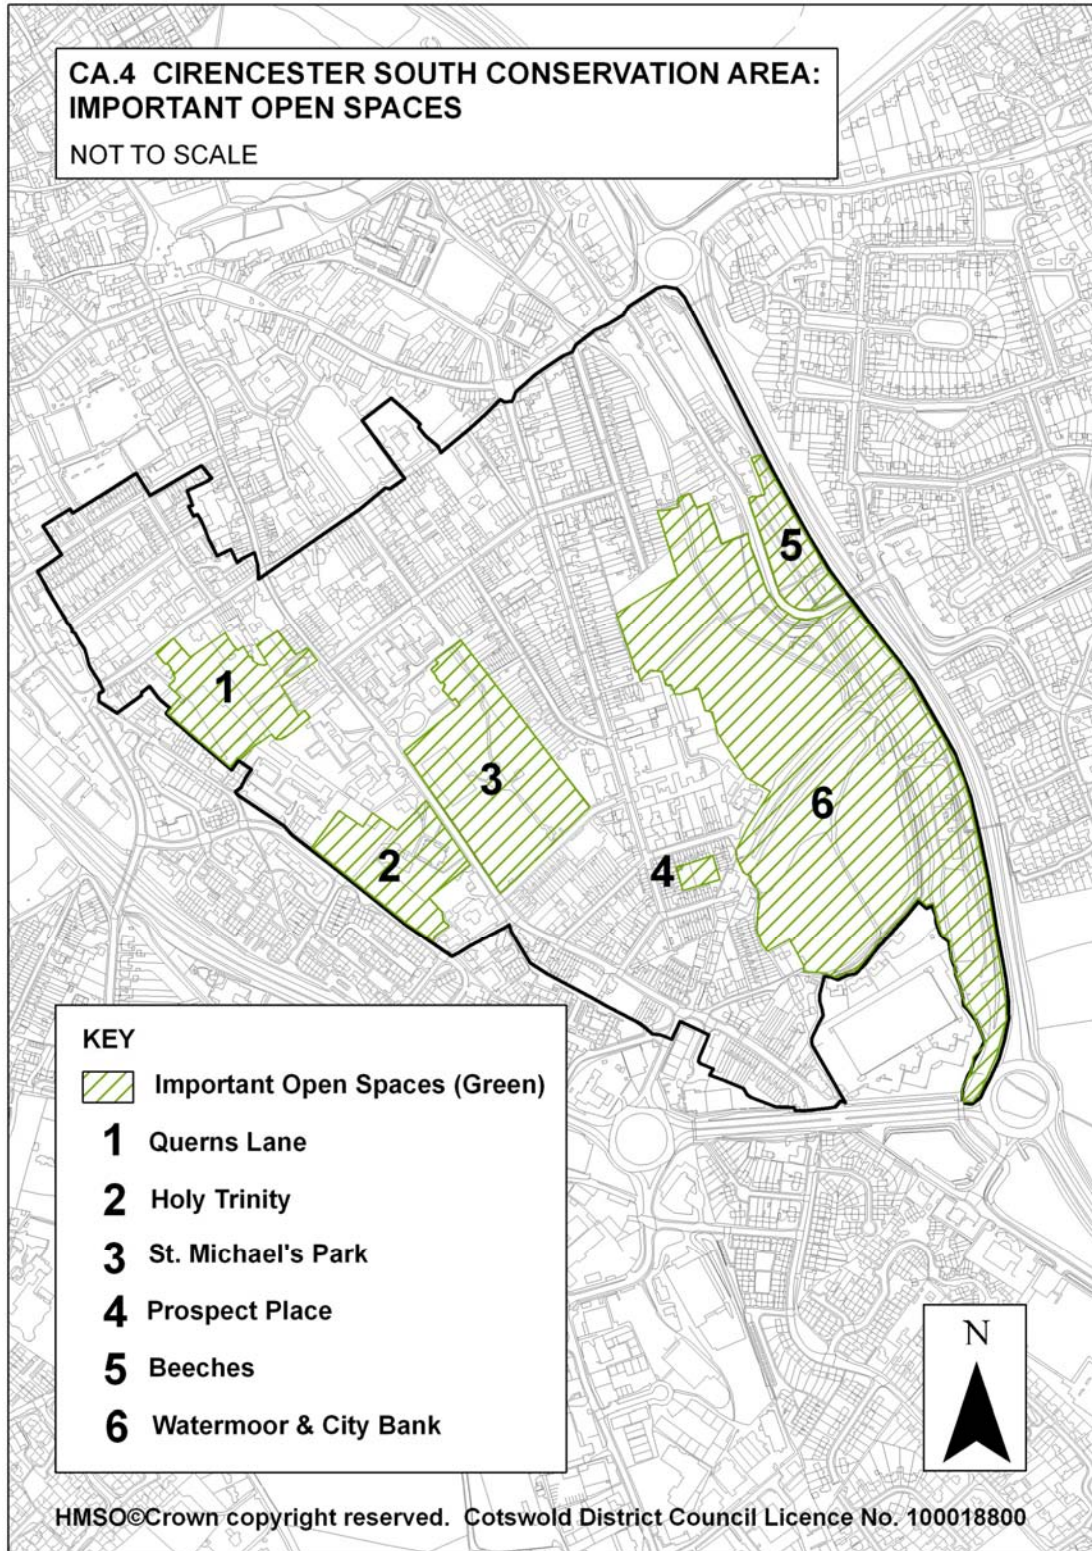 CA.4 CIRENCESTER SOUTH CONSERVATION AREA:
IMPORTANT OPEN SPACES
NOT TO SCALE
5
1
3
6
2
4
KEY
Important Open Spaces (Green)
1 Querns Lane
2 Holy Trinity
3 St. Michael's Park
4 Prospect Place
5 Beeches
6 Watermoor & City Bank
N
HMSO©Crown copyright reserved. Cotswold District Council Licence No. 100018800